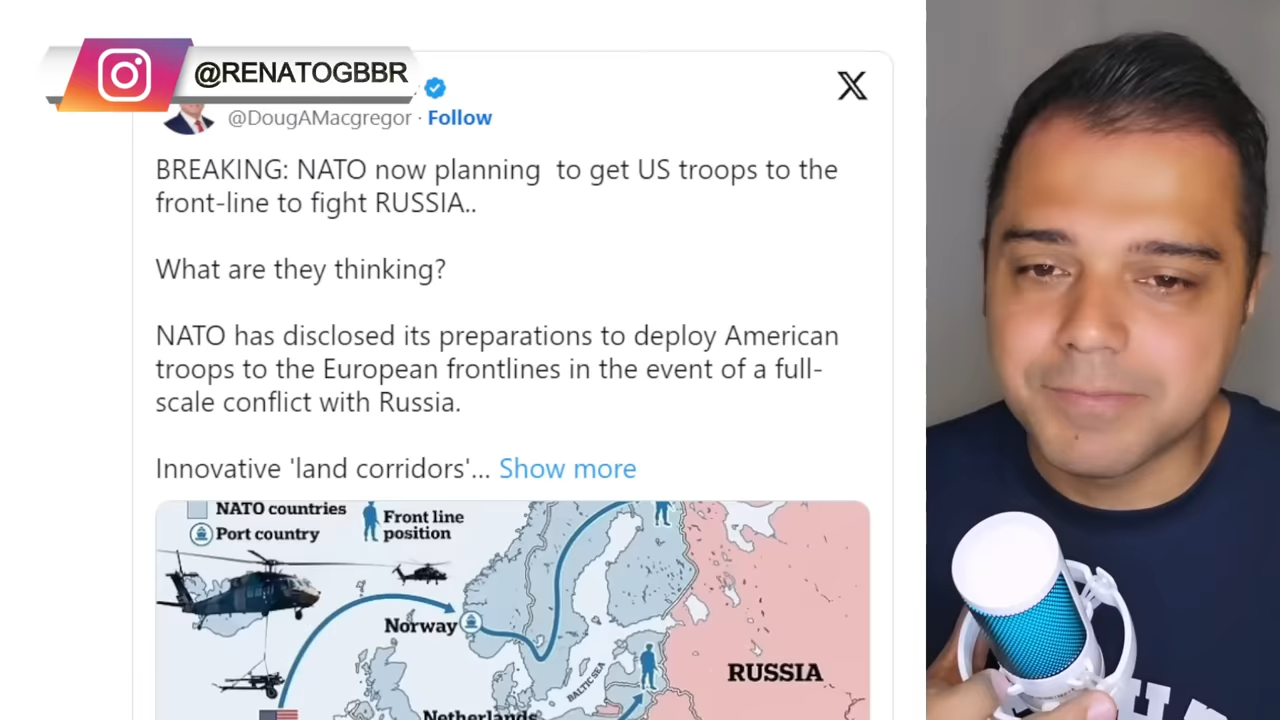 @RENATOGBBR
@DougAMacgregor · Follow
BREAKING: NATO now planning to get US troops to the
front-line to fight RUSSIA..
What are they thinking?
NATO has disclosed its preparations to deploy American
troops to the European frontlines in the event of a full-
scale conflict with Russia.
Innovative 'land corridors'... Show more
NATO countries
Port country
Front line
position
Norway
BALTIC SEA
RUSSIA
Netherlands